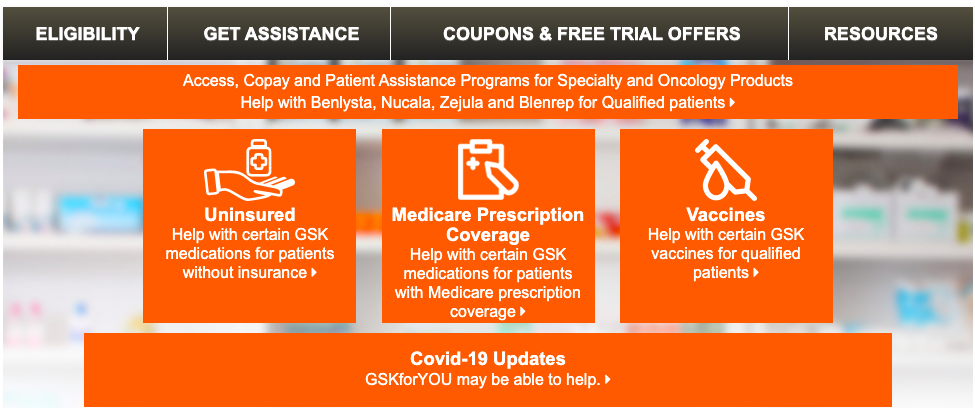 ELIGIBILITY
GET ASSISTANCE
COUPONS & FREE TRIAL OFFERS
RESOURCES
Access, Copay and Patient Assistance Programs for Specialty and Oncology Products
Help with Benlysta, Nucala, Zejula and Blenrep for Qualified patients
Uninsured
Help with certain GSK
medications for patients
without insurance
Medicare Prescription
Coverage
Help with certain GSK
medications for patients
with Medicare prescription
coverage
Vaccines
Help with certain GSK
vaccines for qualified
patients
Covid-19 Updates
GSKforYOU may be able to help.